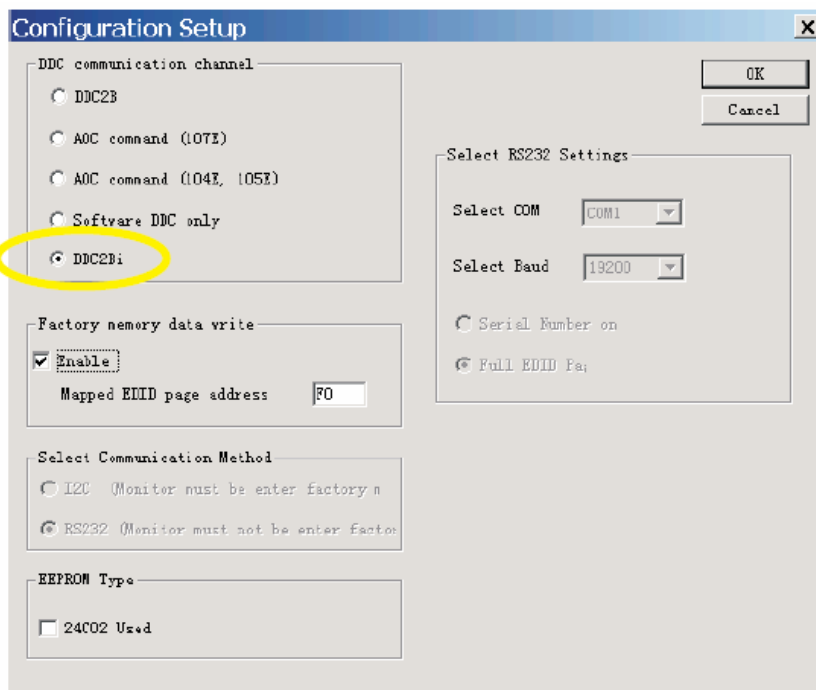 Configuration Setup
DDC communication channel
DDC2B
AOC command (107E)
AOC command (104E, 105E)
Software DDC only
DDC2Bi
OK
Cancel
Select RS232 Settings
Select COM COM1
Select Baud 19200
Serial Number on
Full EDID Pa
Factory memory data write
Enable
Mapped EDID page address F0
Select Communication Method
I2C (Monitor must be enter factory m
RS232 (Monitor must not be enter factor
EEPROM Type
24C02 Used